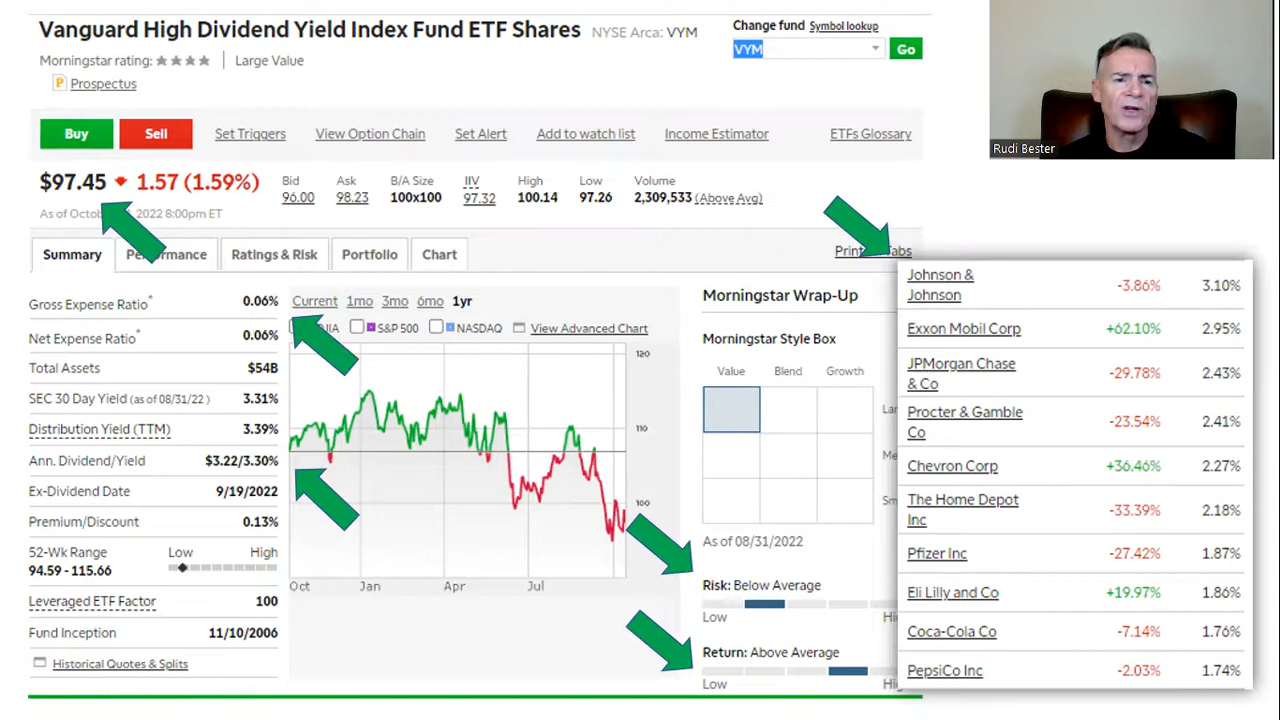 Vanguard High Dividend Yield Index Fund ETF Shares NYSE Arca: VYM
Change fund Symbol lookup
VYM Go
Morningstar rating: Large Value
P Prospectus
Rudi Bester
Buy Sell Set Triggers View Option Chain Set Alert Add to watch list Income Estimator ETFs Glossary
$97.45 1.57 (1.59%)
Bid Ask B/A Size IIV High Low Volume
96.00 98.23 100x100 97.32 100.14 97.26 2,309,533 (Above Avg)
As of 2022 8:00pm ET
Summary Ratings & Risk Portfolio Chart
Gross Expense Ratio* 0.06%
Net Expense Ratio* 0.06%
Total Assets $54B
SEC 30 Day Yield (as of 08/31/22 ) 3.31%
Distribution Yield (TTM) 3.39%
Ann. Dividend/Yield $3.22/3.30%
Ex-Dividend Date 9/19/2022
Premium/Discount 0.13%
52-Wk Range Low High
94.59 - 115.66
Leveraged ETF Factor 100
Fund Inception 11/10/2006
Historical Quotes & Splits
Current 1mo 3mo 6mo 1yr
S&P 500 NASDAQ View Advanced Chart
120
110
100
Oct Jan Apr Jul
Morningstar Wrap-Up
Morningstar Style Box
Value Blend Growth
As of 08/31/2022
Risk: Below Average
Low
Return: Above Average
Low
Johnson & -3.86% 3.10%
Johnson
Exxon Mobil Corp +62.10% 2.95%
JPMorgan Chase -29.78% 2.43%
& Co
Procter & Gamble -23.54% 2.41%
Co
Chevron Corp +36.46% 2.27%
The Home Depot -33.39% 2.18%
Inc
Pfizer Inc -27.42% 1.87%
Eli Lilly and Co +19.97% 1.86%
Coca-Cola Co -7.14% 1.76%
PepsiCo Inc -2.03% 1.74%